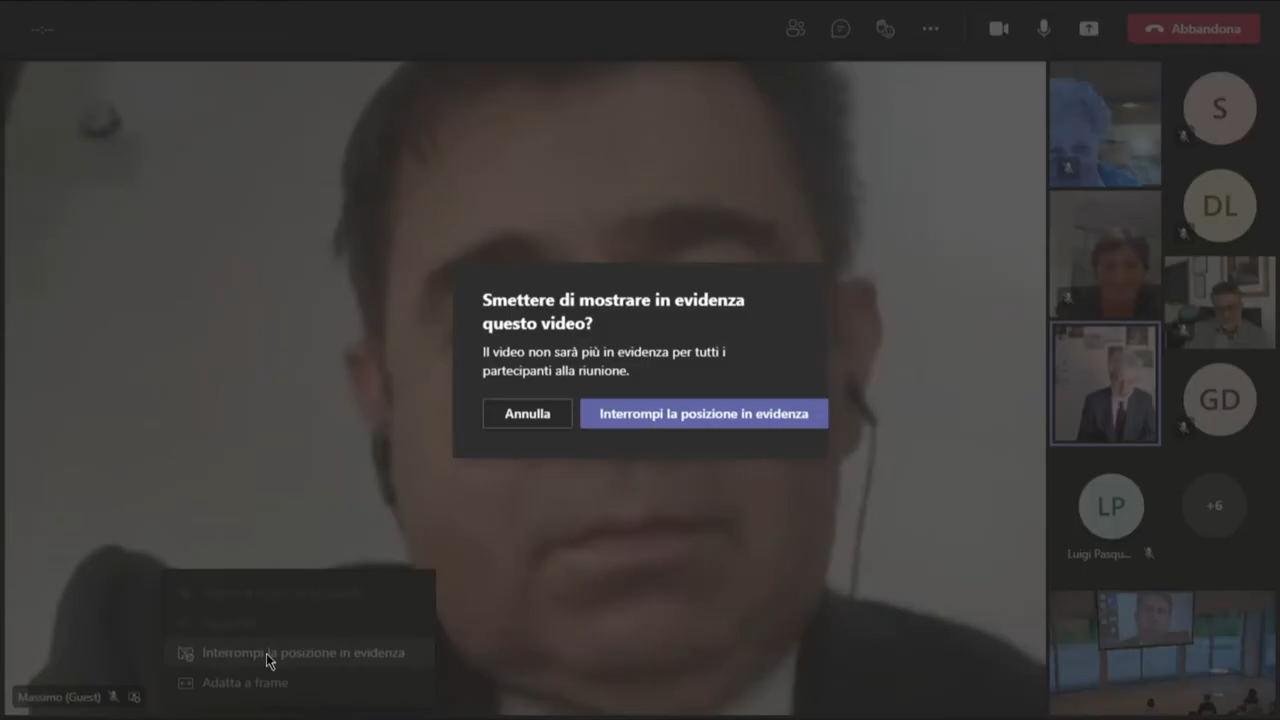 --:--
Abbandona
S
DL
Smettere di mostrare in evidenza
questo video?
Il video non sarà più in evidenza per tutti i
partecipanti alla riunione.
Annulla
Interrompi la posizione in evidenza
GD
LP
+6
Luigi Pasqu...
Interrompi la posizione in evidenza
Adatta a frame
Massimo (Guest)